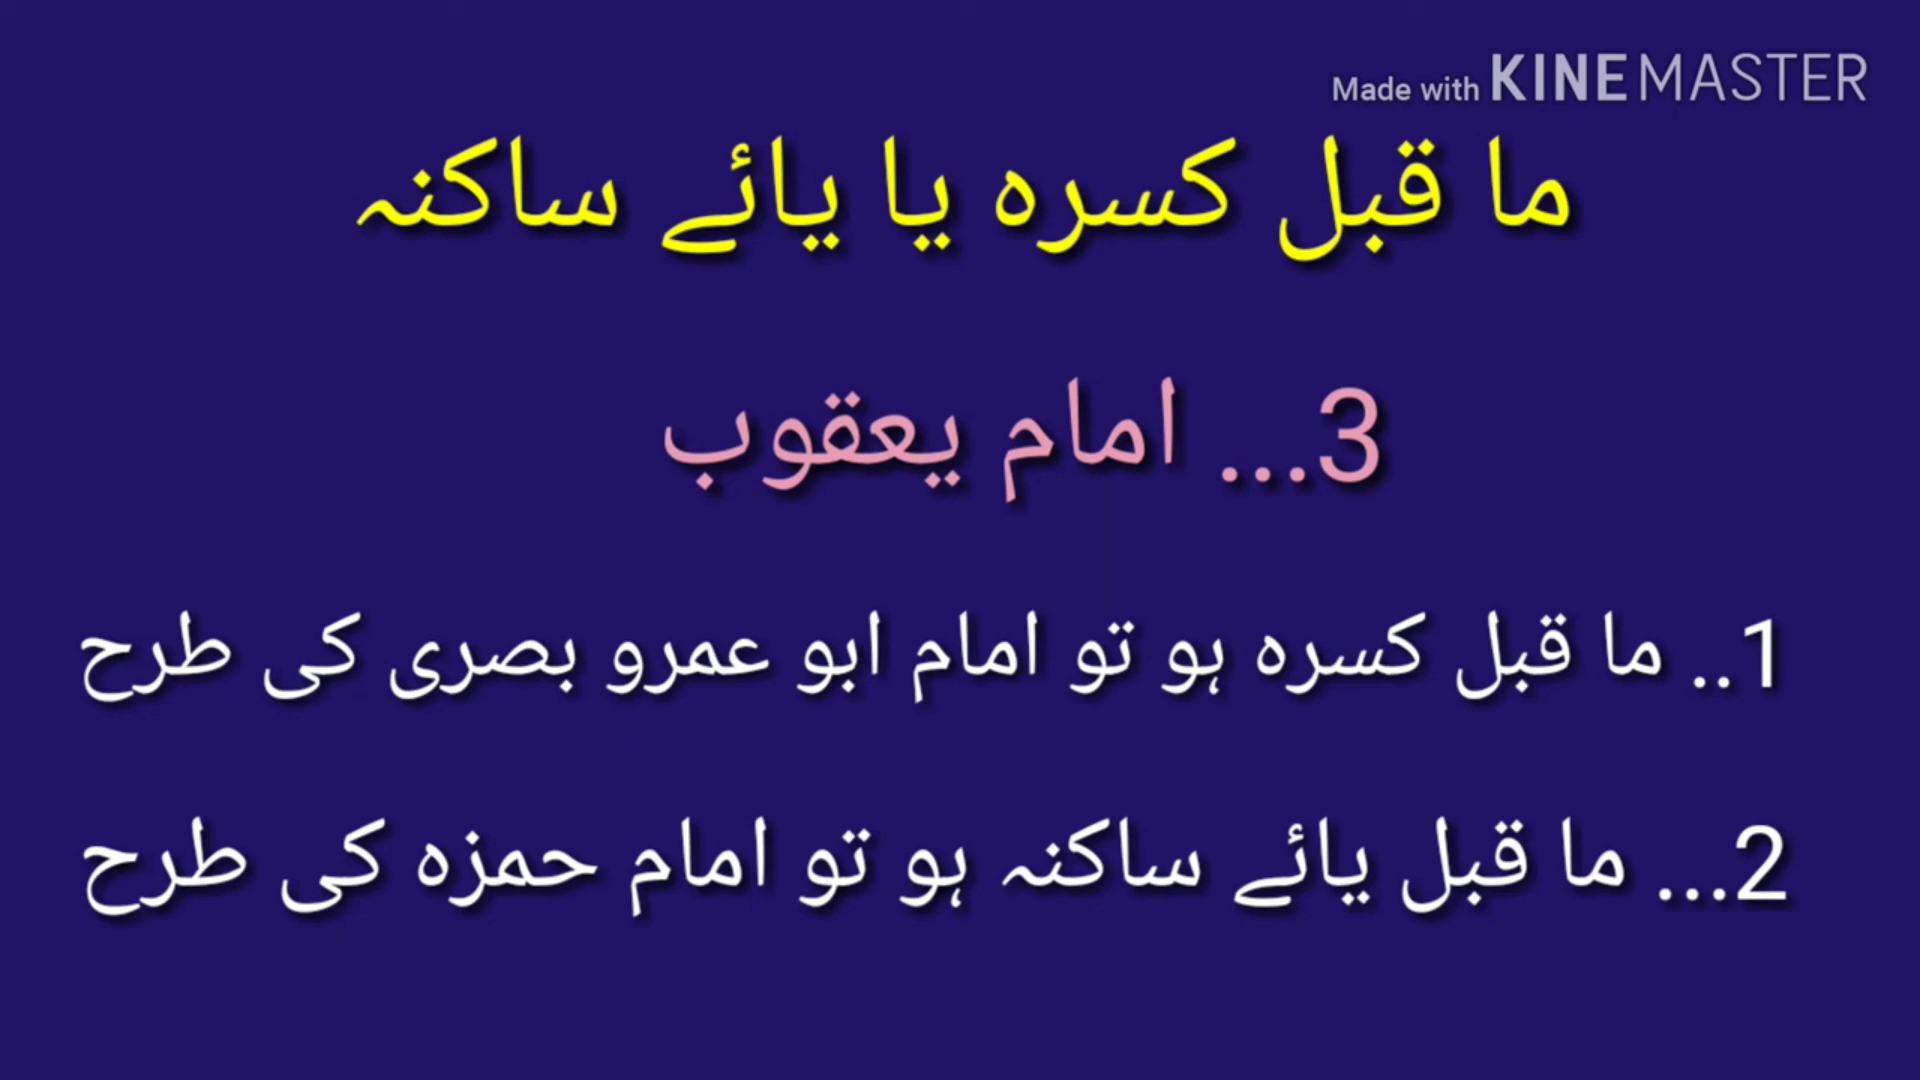 Made with KINEMASTER
ما قبل کسرہ یا یائے ساکنہ
3... امام یعقوب
1.. ما قبل کسرہ ہو تو امام ابو عمرو بصری کی طرح
2... ما قبل یائے ساکنہ ہو تو امام حمزہ کی طرح